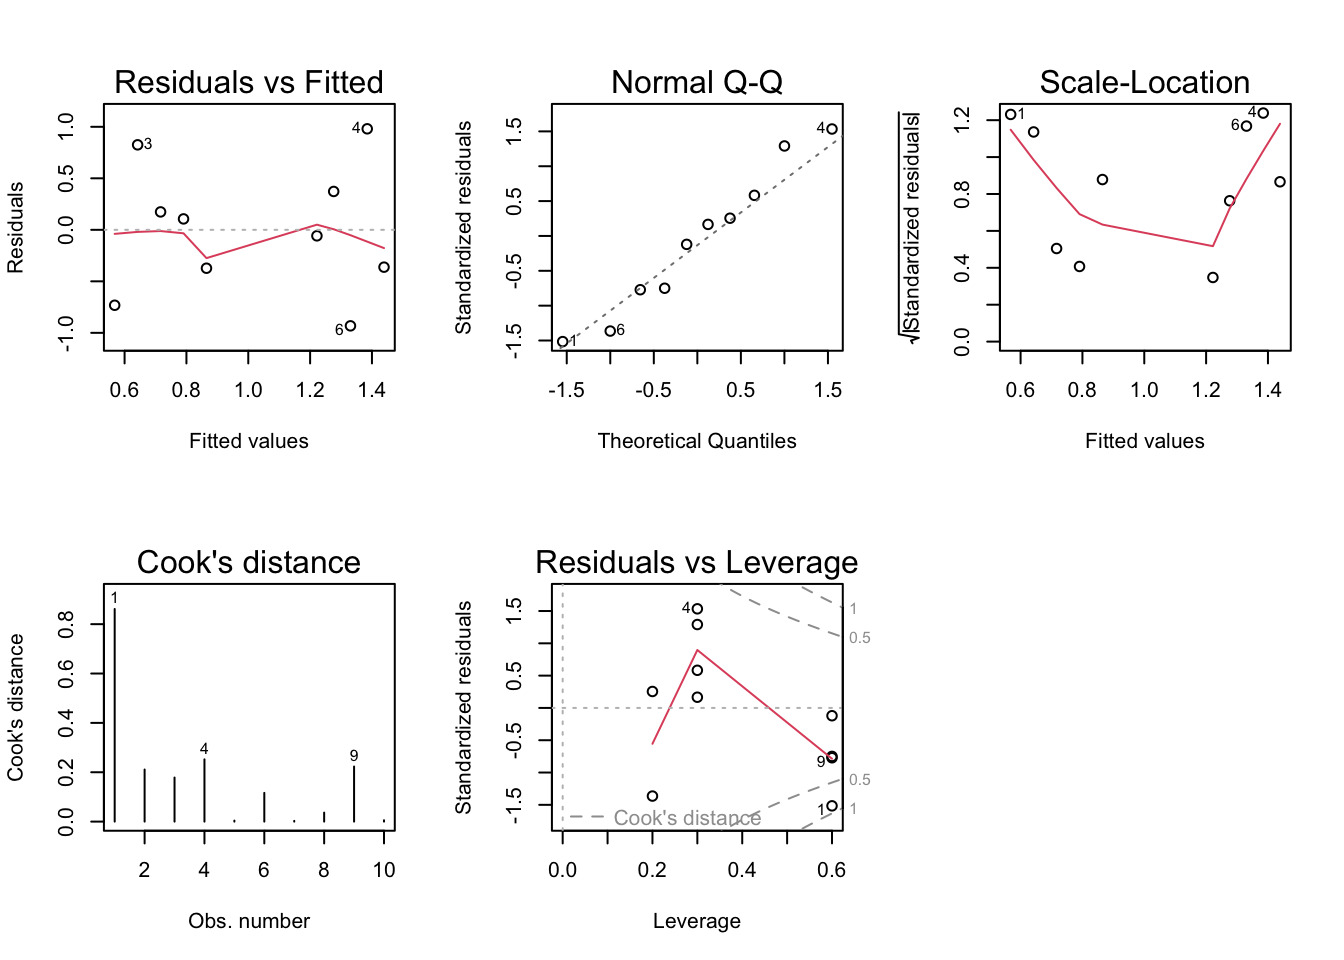 Residuals vs Fitted
Residuals
1.0
0.5
0.0
-1.0
3
4
6
0.6 0.8 1.0 1.2 1.4
Fitted values
Normal Q-Q
Standardized residuals
1.5
0.5
-0.5
-1.5
4
1
6
-1.5 -0.5 0.5 1.5
Theoretical Quantiles
Scale-Location
√|Standardized residuals|
1.2
0.8
0.4
0.0
1
4
6
0.6 0.8 1.0 1.2 1.4
Fitted values
Cook's distance
Cook's distance
0.8
0.6
0.4
0.2
0.0
1
4
9
2 4 6 8 10
Obs. number
Residuals vs Leverage
Standardized residuals
1.5
0.5
-0.5
-1.5
4
9
1
1
0.5
0.5
1
Cook's distance
0.0 0.2 0.4 0.6
Leverage